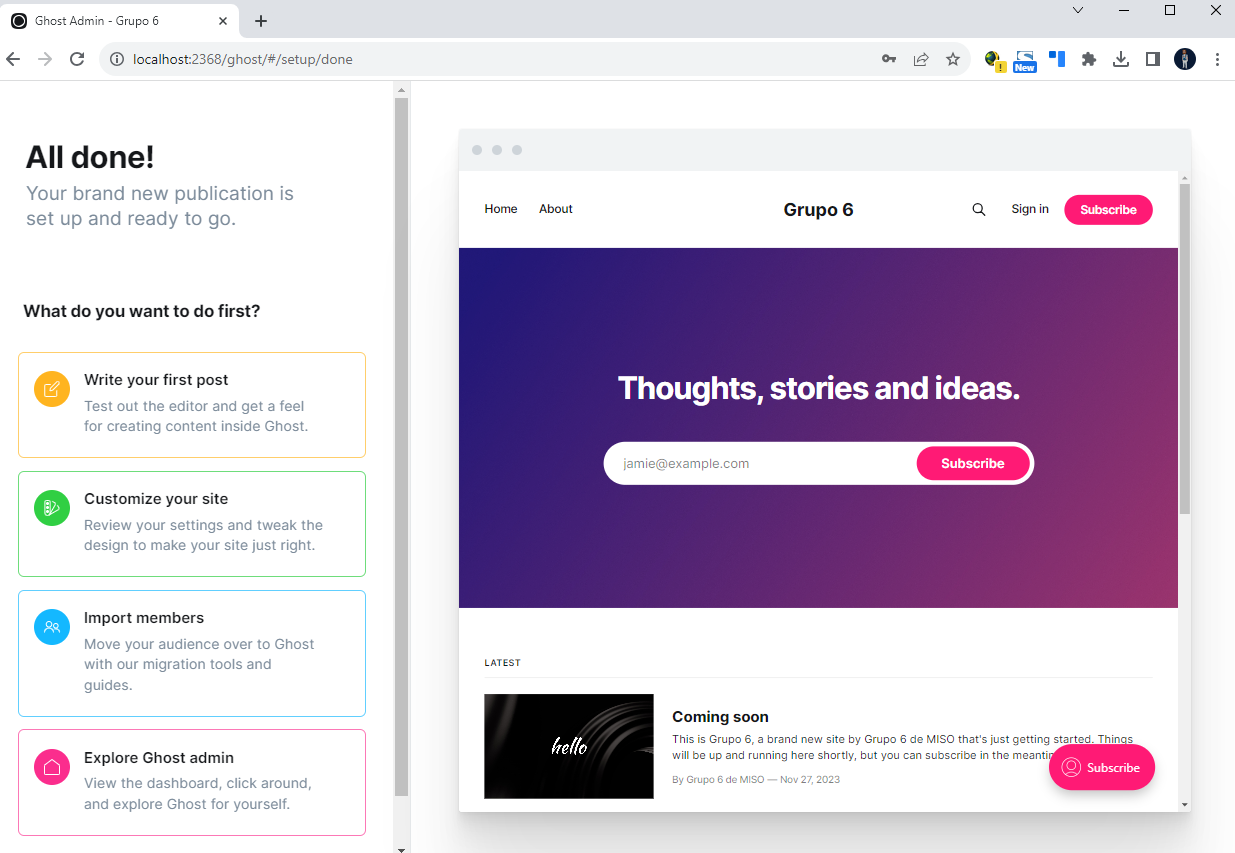 Ghost Admin - Grupo 6
localhost:2368/ghost/#/setup/done
New
All done!
Your brand new publication is
set up and ready to go.
What do you want to do first?
Write your first post
Test out the editor and get a feel
for creating content inside Ghost.
Customize your site
Review your settings and tweak the
design to make your site just right.
Import members
Move your audience over to Ghost
with our migration tools and
guides.
Explore Ghost admin
View the dashboard, click around,
and explore Ghost for yourself.
Home About Grupo 6 Sign in Subscribe
Thoughts, stories and ideas.
jamie@example.com Subscribe
LATEST
hello
Coming soon
This is Grupo 6, a brand new site by Grupo 6 de MISO that's just getting started. Things
will be up and running here shortly, but you can subscribe in the
By Grupo 6 de MISO — Nov 27, 2023
Subscribe